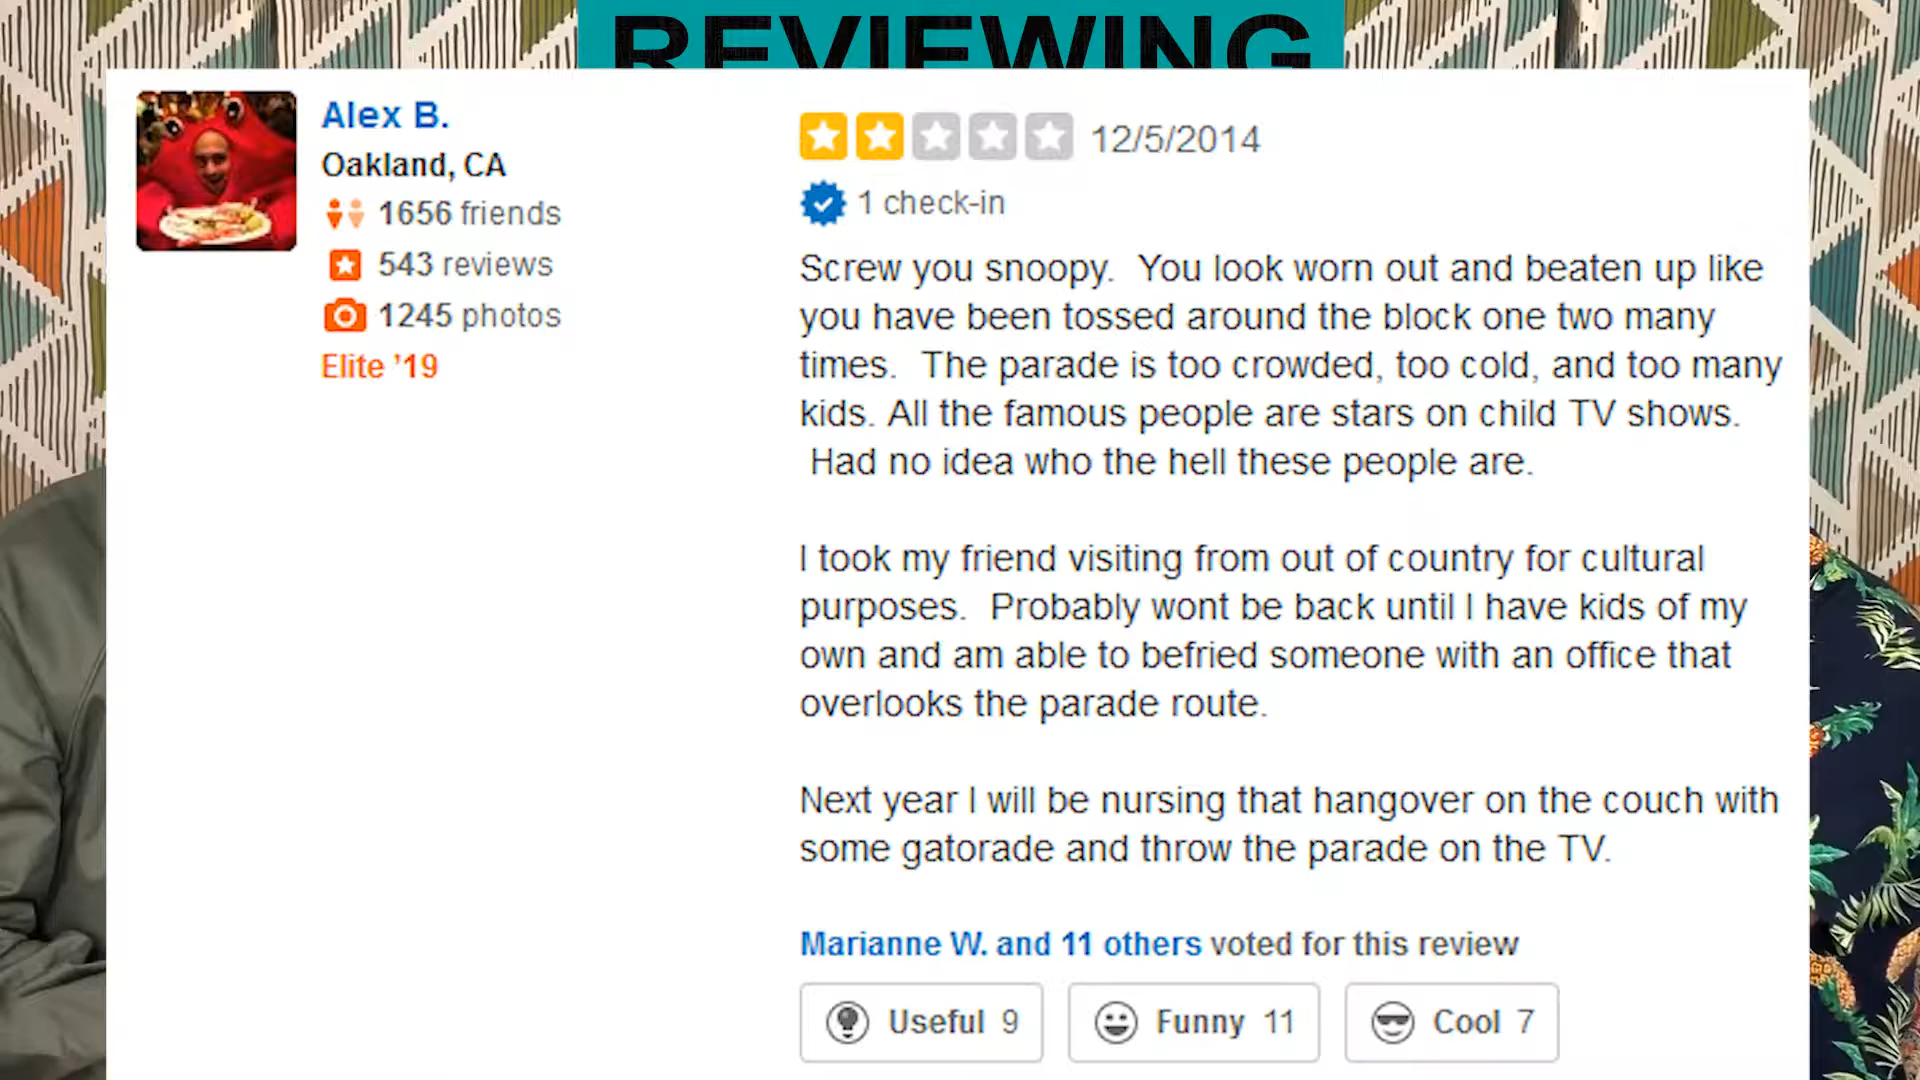 REVIEWING
Alex B.
Oakland, CA
1656 friends
543 reviews
1245 photos
Elite ’19
12/5/2014
1 check-in
Screw you snoopy.  You look worn out and beaten up like
you have been tossed around the block one two many
times.  The parade is too crowded, too cold, and too many
kids. All the famous people are stars on child TV shows.
Had no idea who the hell these people are.
I took my friend visiting from out of country for cultural
purposes.  Probably wont be back until I have kids of my
own and am able to befried someone with an office that
overlooks the parade route.
Next year I will be nursing that hangover on the couch with
some gatorade and throw the parade on the TV.
Marianne W. and 11 others voted for this review
Useful 9
Funny 11
Cool 7